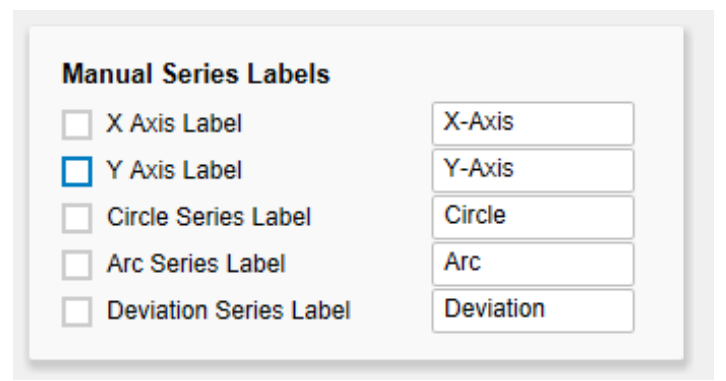 Manual Series Labels
X Axis Label X-Axis
Y Axis Label Y-Axis
Circle Series Label Circle
Arc Series Label Arc
Deviation Series Label Deviation